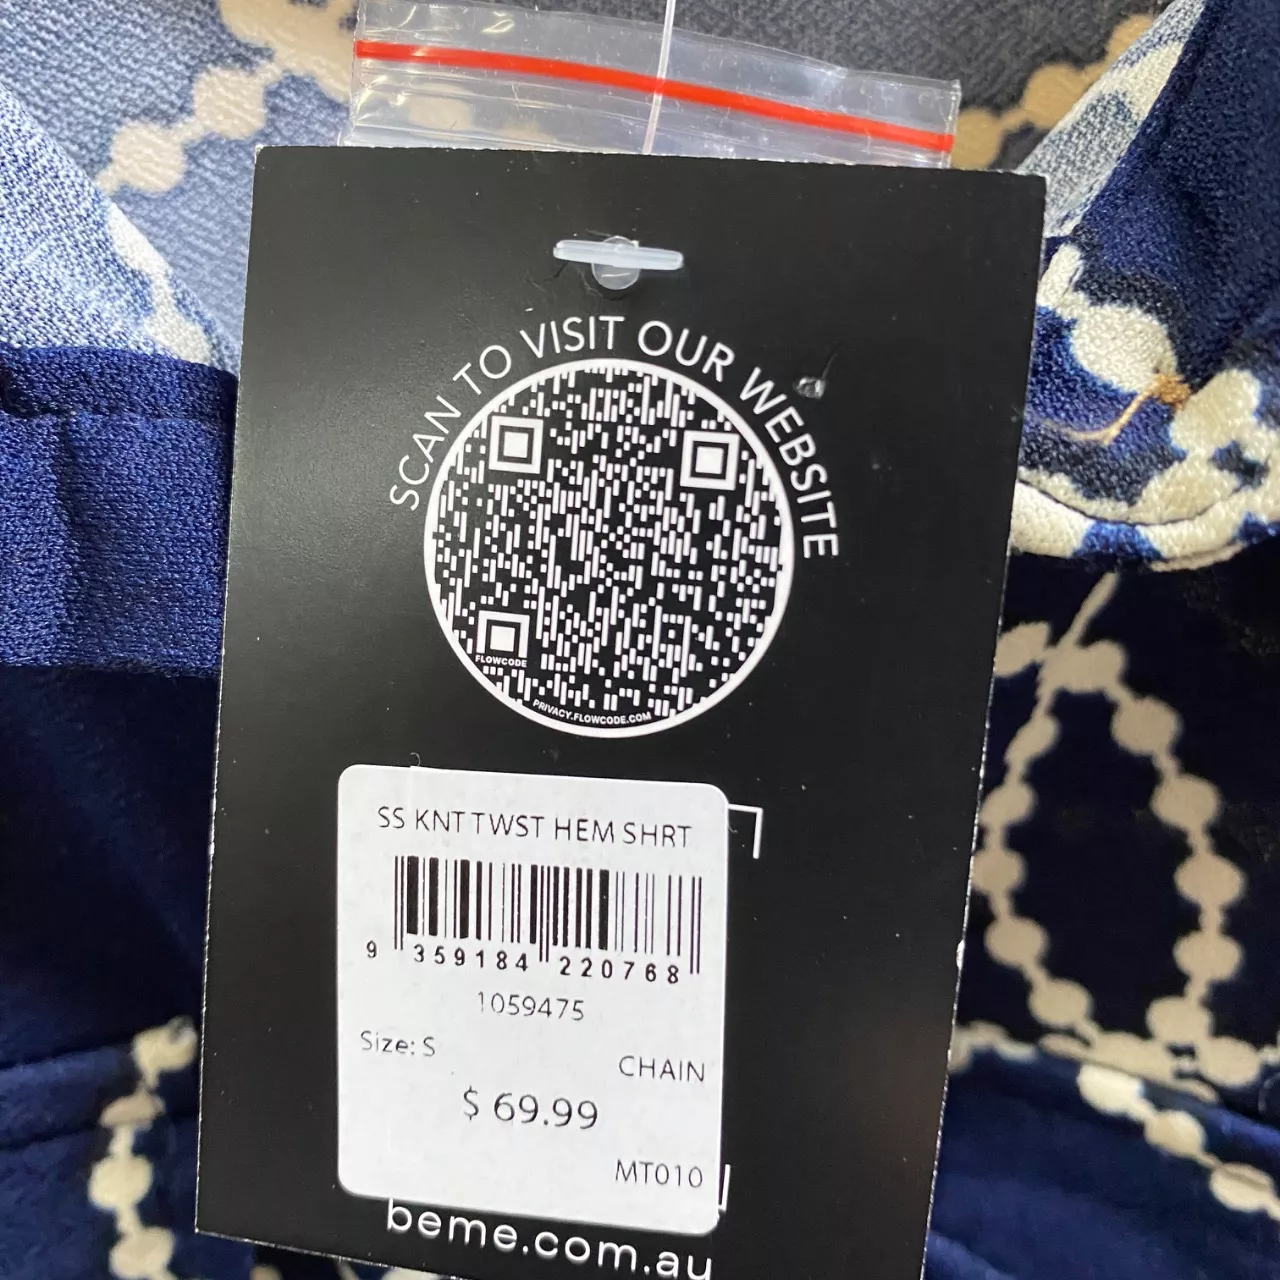 SCAN TO VISIT OUR WEBSITE
FLOWCODE
PRIVACY.FLOWCODE.COM
SS KNT TWST HEM SHRT
9 359184 220768
1059475
Size: S
CHAIN
$ 69.99
MT010
beme.com.au